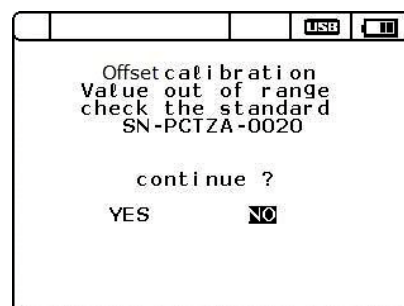 USB
Offset calibration
Value out of range
check the standard
SN-PCTZA-0020
continue ?
YES NO